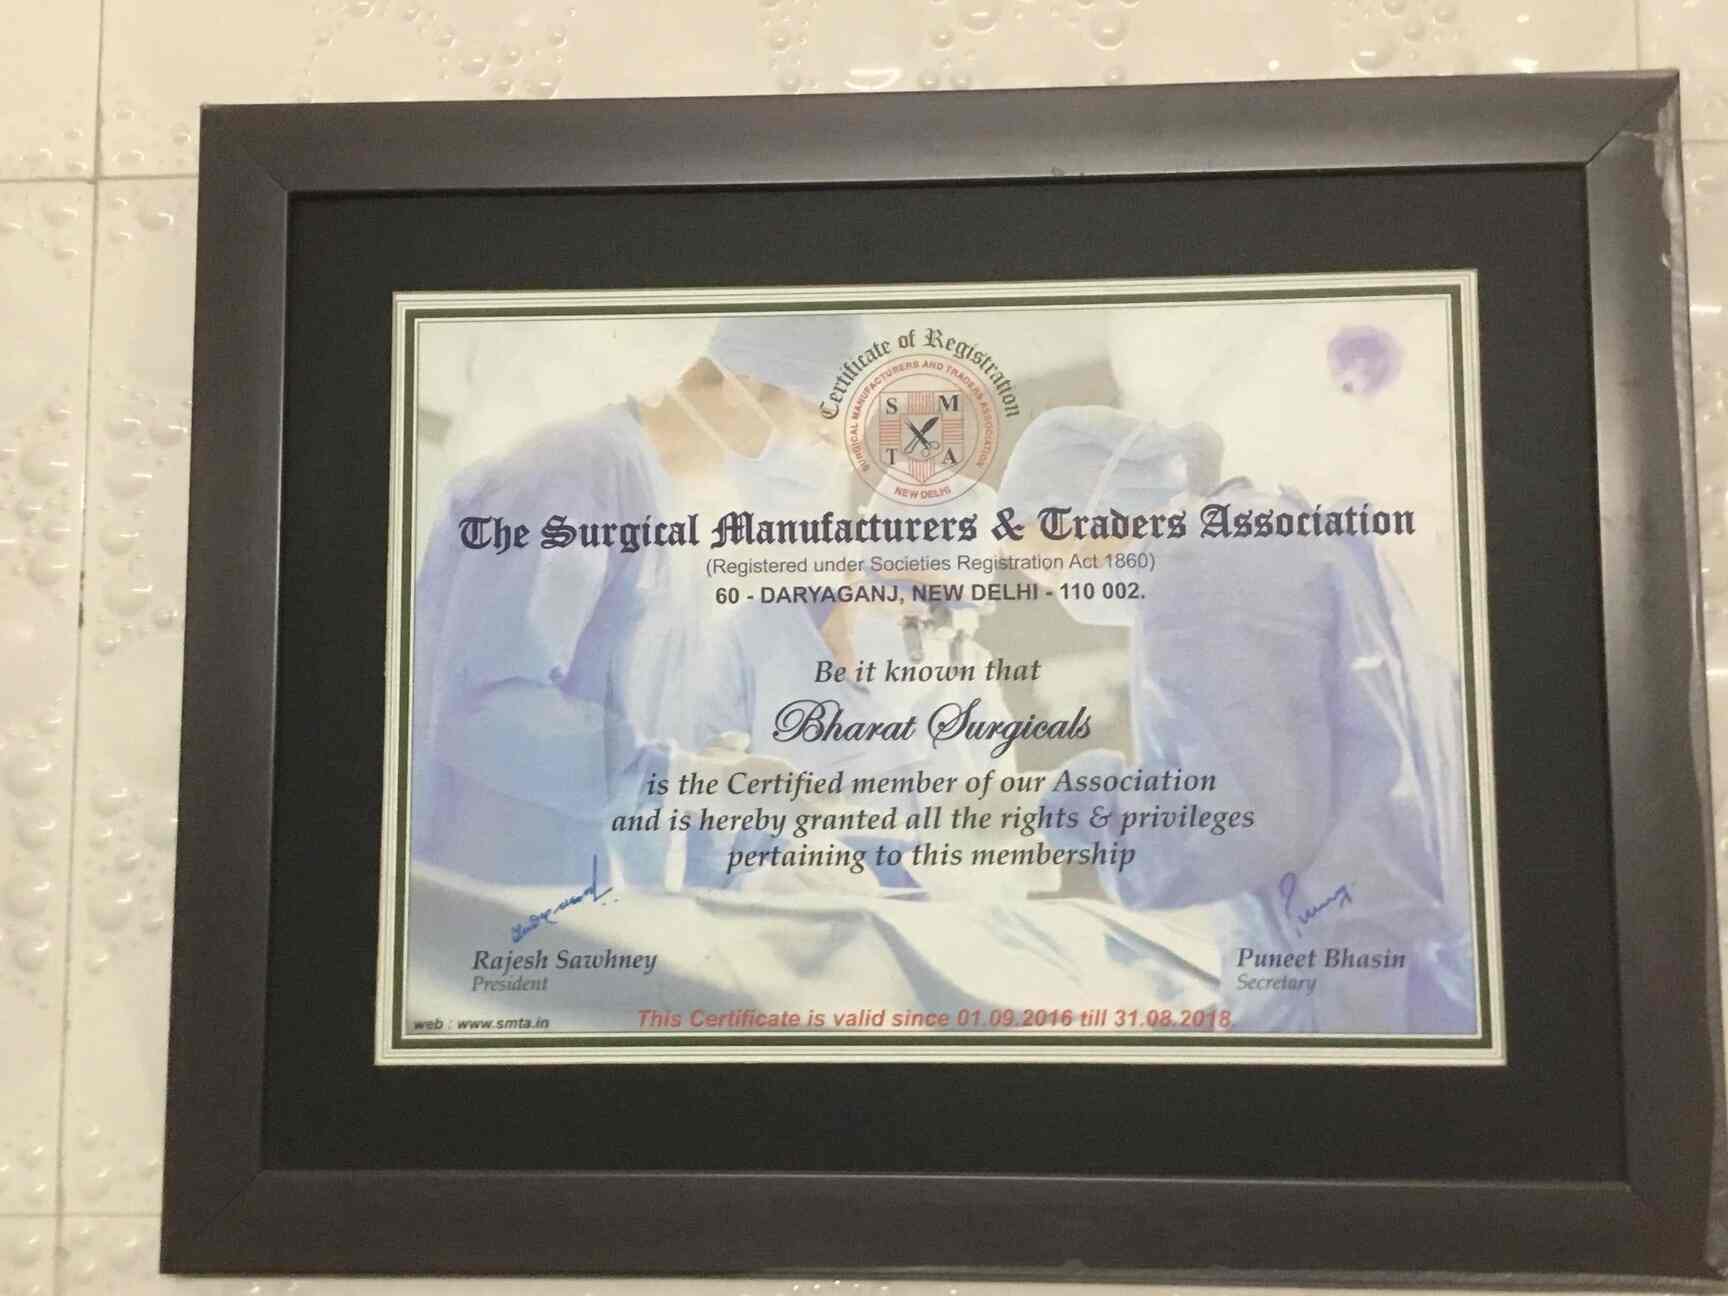 Certificate of Registration
SURGICAL MANUFACTURERS AND TRADERS ASSOCIATION
S M
T A
NEW DELHI
The Surgical Manufacturers & Traders Association
(Registered under Societies Registration Act 1860)
60 - DARYAGANJ, NEW DELHI - 110 002.
Be it known that
Bharat Surgicals
is the Certified member of our Association
and is hereby granted all the rights & privileges
pertaining to this membership
Rajesh Sawhney
President
Puneet Bhasin
Secretary
web : www.smta.in
This Certificate is valid since 01.09.2016 till 31.08.2018.